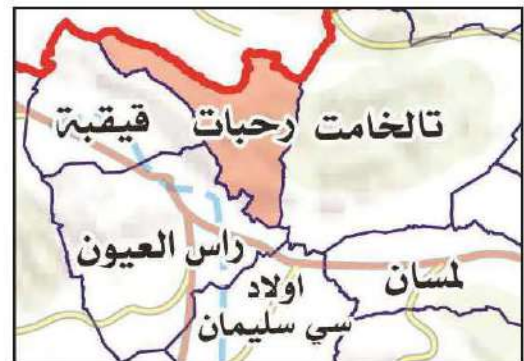 تالخامت
رحبات
قيقبة
راس العيون
لمسان
اولاد
سي سليمان